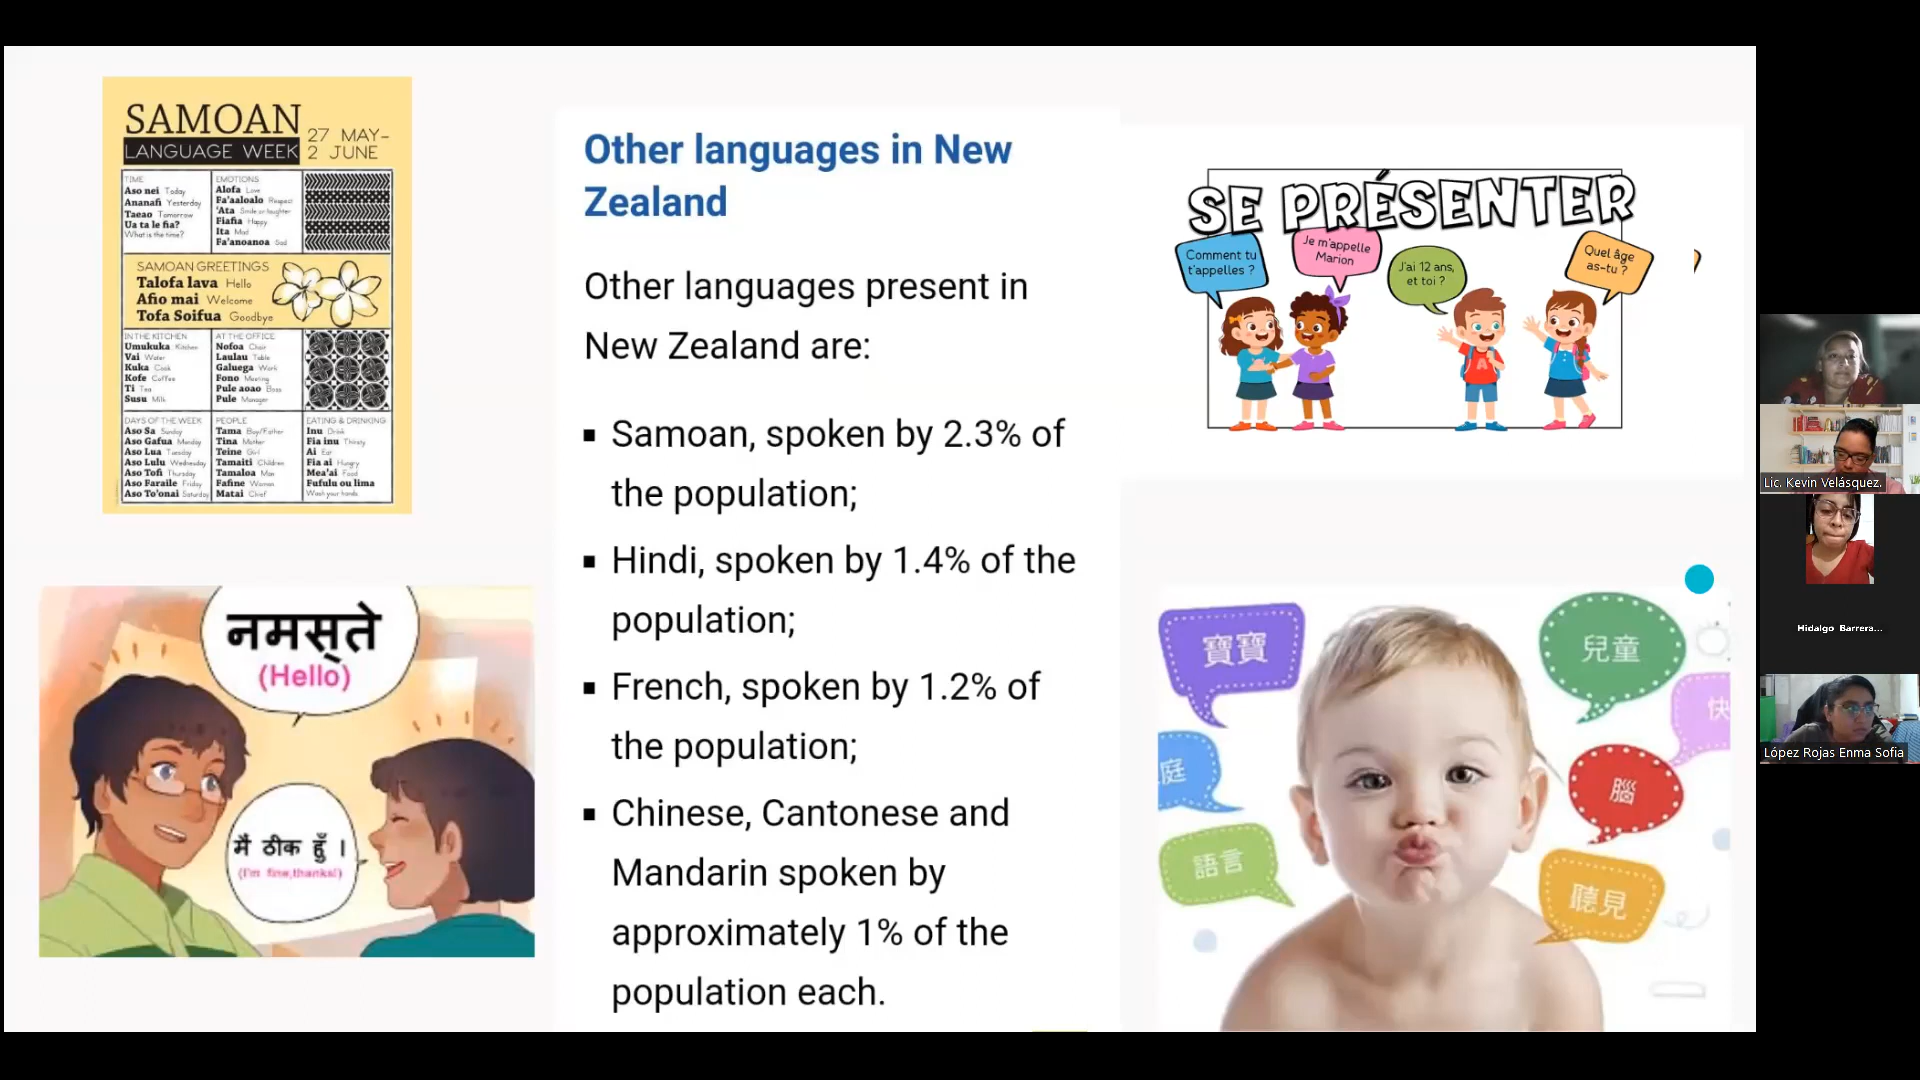 SAMOAN
LANGUAGE WEEK
27 MAY-
2 JUNE
TIME
Aso nei Today
Ananafi Yesterday
Taeao Tomorrow
Ua ta le fia?
What is the time?
EMOTIONS
Alofa Love
Fa'aaloalo Respect
'Ata Smile or laughter
Fiafia Happy
Ita Mad
Fa'anoanoa Sad
SAMOAN GREETINGS
Talofa lava Hello
Afio mai Welcome
Tofa Soifua Goodbye
IN THE KITCHEN
Umukuka Kitchen
Vai Water
Kuka Cook
Kofe Coffee
Ti Tea
Susu Milk
AT THE OFFICE
Nofoa Chair
Laulau Table
Galuega Work
Fono Meeting
Pule aoao Boss
Pule Manager
DAYS OF THE WEEK
Aso Sa Sunday
Aso Gafua Monday
Aso Lua Tuesday
Aso Lulu Wednesday
Aso Tofi Thursday
Aso Faraile Friday
Aso To'onai Saturday
PEOPLE
Tama Boy/Father
Tina Mother
Teine Girl
Tamaiti Children
Tamaloa Man
Fafine Woman
Matai Chief
EATING & DRINKING
Inu Drink
Fia inu Thirsty
Ai Eat
Fia ai Hungry
Mea'ai Food
Fufulu ou lima
Wash your hands
नमस्ते
(Hello)
मैं ठीक हुँ ।
(I'm fine,thanks!)
Other languages in New
Zealand
Other languages present in
New Zealand are:
▪ Samoan, spoken by 2.3% of
the population;
▪ Hindi, spoken by 1.4% of the
population;
▪ French, spoken by 1.2% of
the population;
▪ Chinese, Cantonese and
Mandarin spoken by
approximately 1% of the
population each.
SE PRÉSENTER
Comment tu
t'appelles ?
Je m'appelle
Marion
J'ai 12 ans,
et toi ?
Quel âge
as-tu ?
寶寶
兒童
快
庭
腦
語言
聽見
Lic. Kevin Velásquez.
Hidalgo Barrera...
López Rojas Enma Sofia